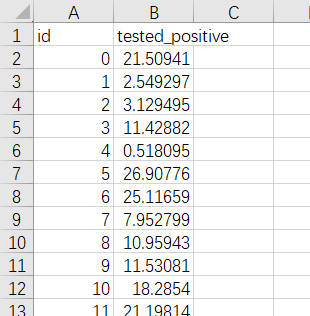 A B C
1 id tested_positive
2 0 21.50941
3 1 2.549297
4 2 3.129495
5 3 11.42882
6 4 0.518095
7 5 26.90776
8 6 25.11659
9 7 7.952799
10 8 10.95943
11 9 11.53081
12 10 18.2854
13 11 21.19814